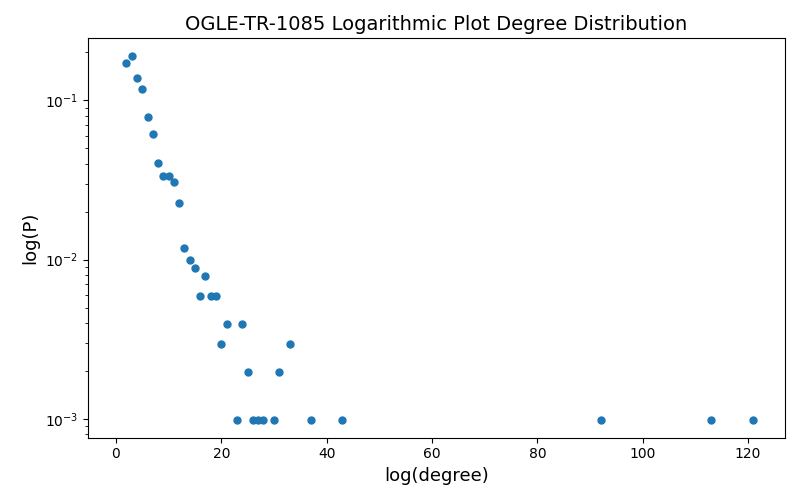 OGLE-TR-1085 Logarithmic Plot Degree Distribution
log(P)
10⁻¹
10⁻²
10⁻³
0 20 40 60 80 100 120
log(degree)